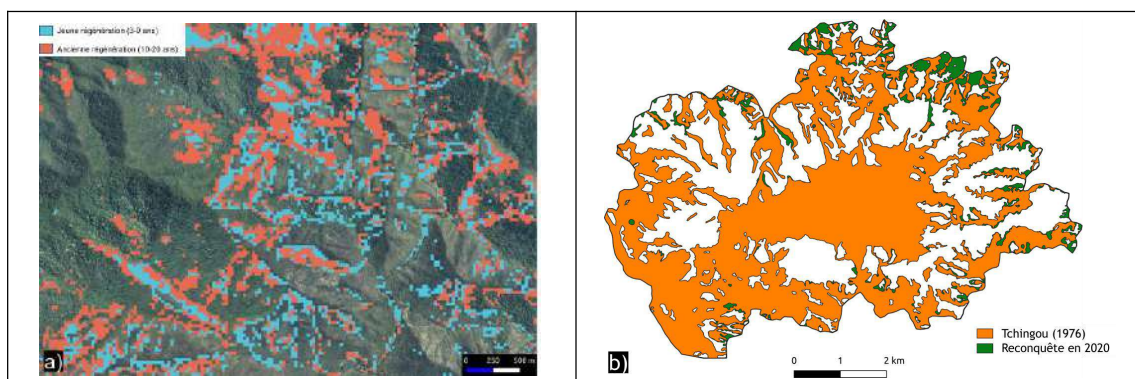 Jeune régénération (3-9 ans)
Ancienne régénération (10-20 ans)
a)
0 250 500 m
Tchingou (1976)
Reconquête en 2020
b)
0 1 2 km